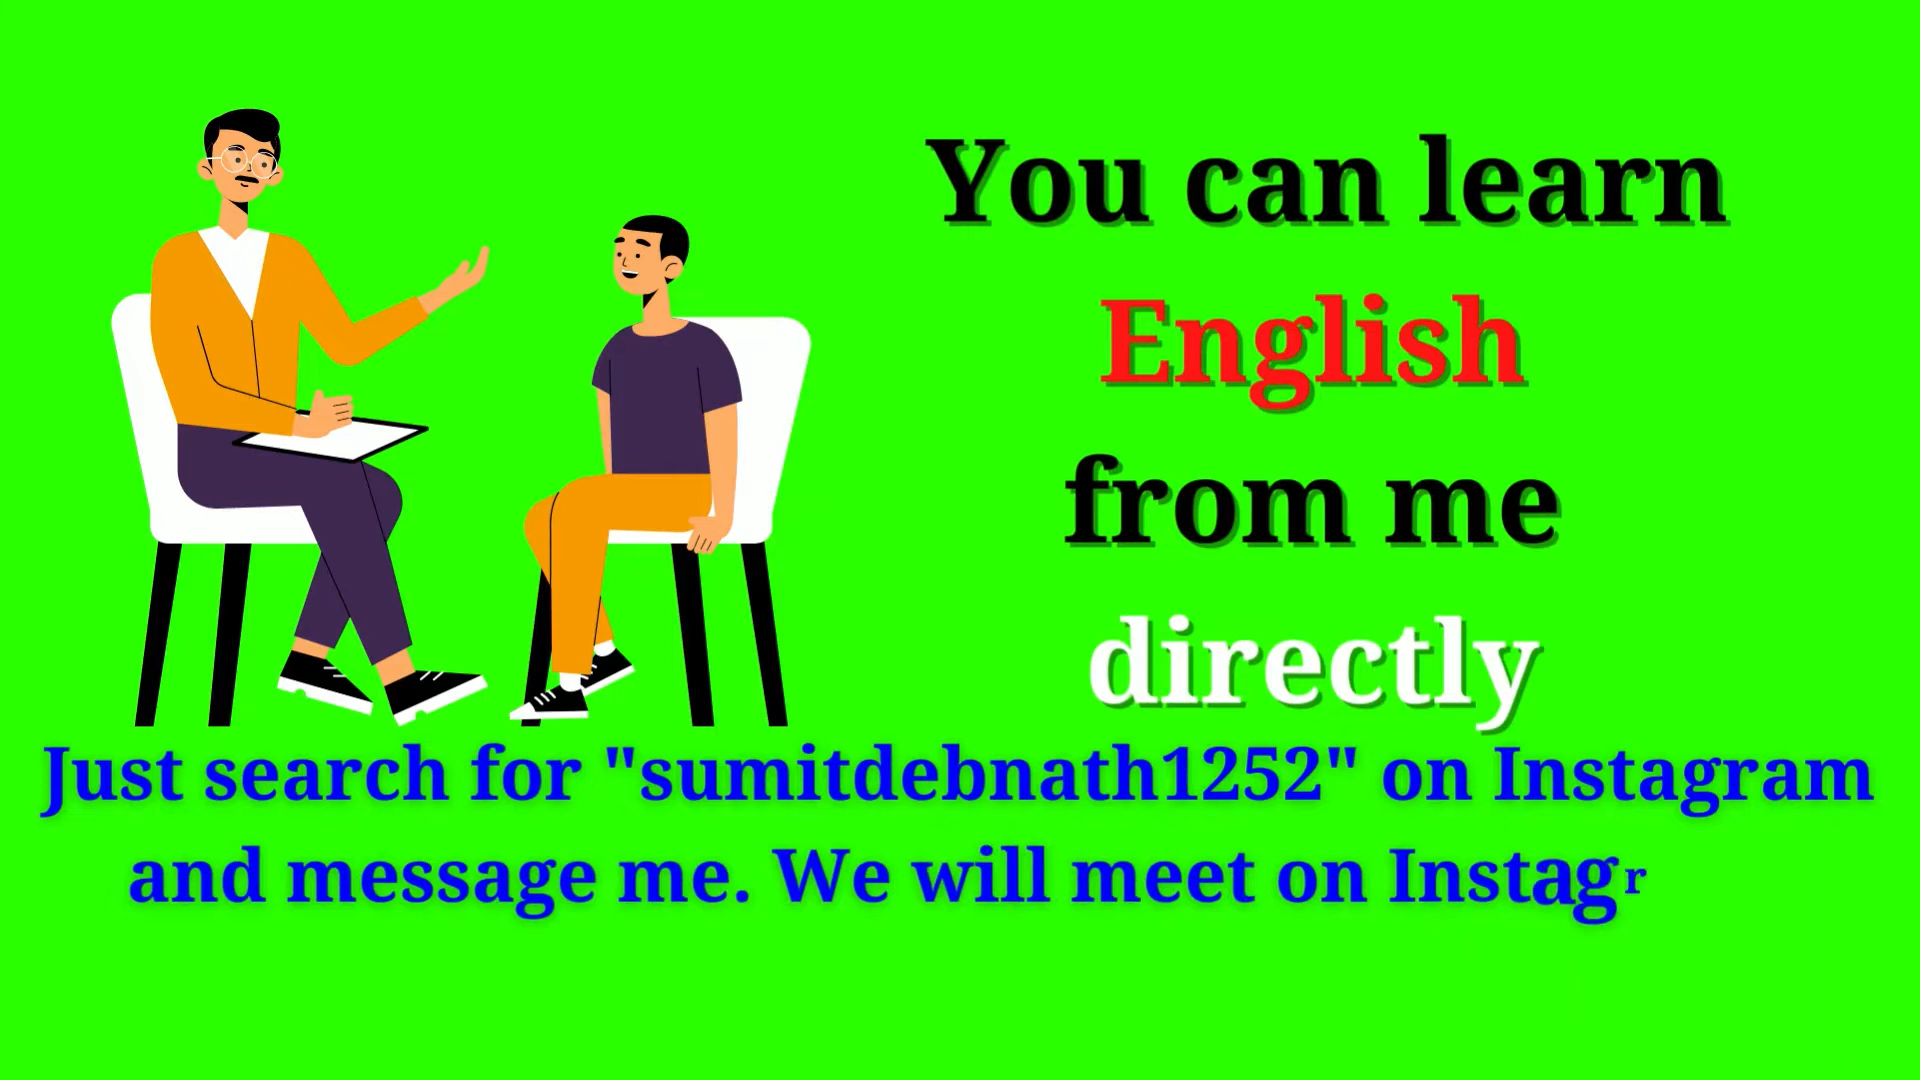 You can learn
English
from me
directly
Just search for "sumitdebnath1252" on Instagram
and message me. We will meet on Instagr